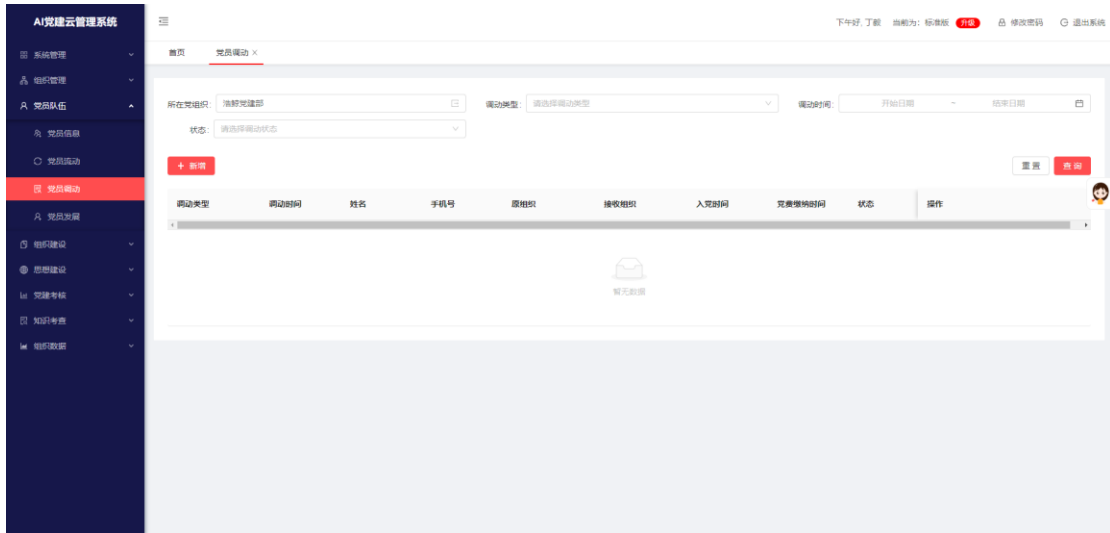 AI党建云管理系统
下午好, 丁毅 当前为: 标准版 升级 修改密码 退出系统
系统管理
组织管理
党员队伍
党员信息
党员流动
党员调动
党员发展
组织建设
思想建设
党建考核
知识考查
组织数据
首页 党员调动 ×
所在党组织: 浩鲸党建部 调动类型: 请选择调动类型 调动时间: 开始日期 ~ 结束日期
状态: 请选择调动状态
+ 新增 重置 查询
调动类型 调动时间 姓名 手机号 原组织 接收组织 入党时间 党费缴纳时间 状态 操作
暂无数据